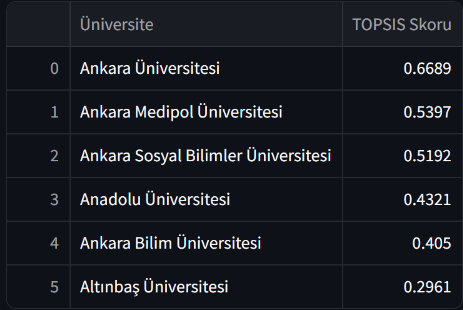 Üniversite TOPSIS Skoru
0 Ankara Üniversitesi 0.6689
1 Ankara Medipol Üniversitesi 0.5397
2 Ankara Sosyal Bilimler Üniversitesi 0.5192
3 Anadolu Üniversitesi 0.4321
4 Ankara Bilim Üniversitesi 0.405
5 Altınbaş Üniversitesi 0.2961